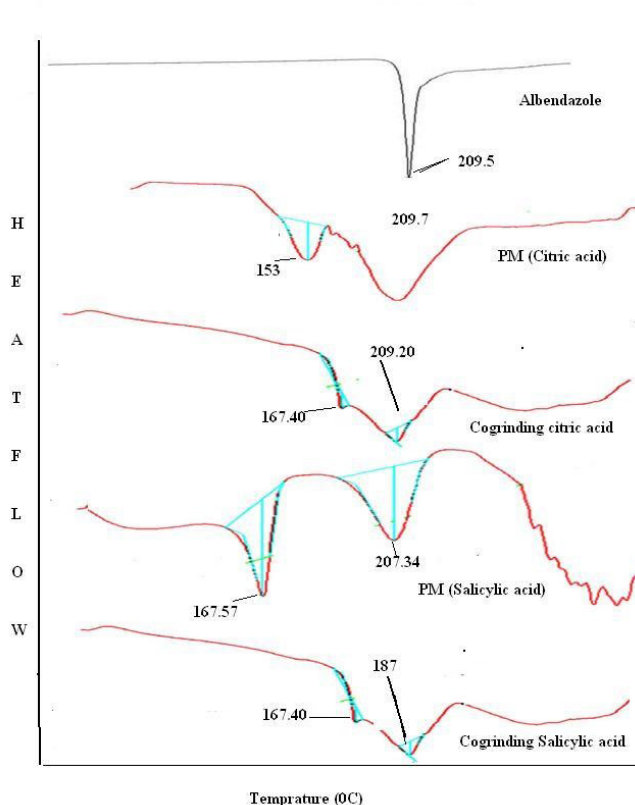 Albendazole
209.5
209.7
PM (Citric acid)
153
209.20
167.40
Cogrinding citric acid
207.34
167.57
PM (Salicylic acid)
187
167.40
Cogrinding Salicylic acid
H
E
A
T
F
L
O
W
Temprature (0C)